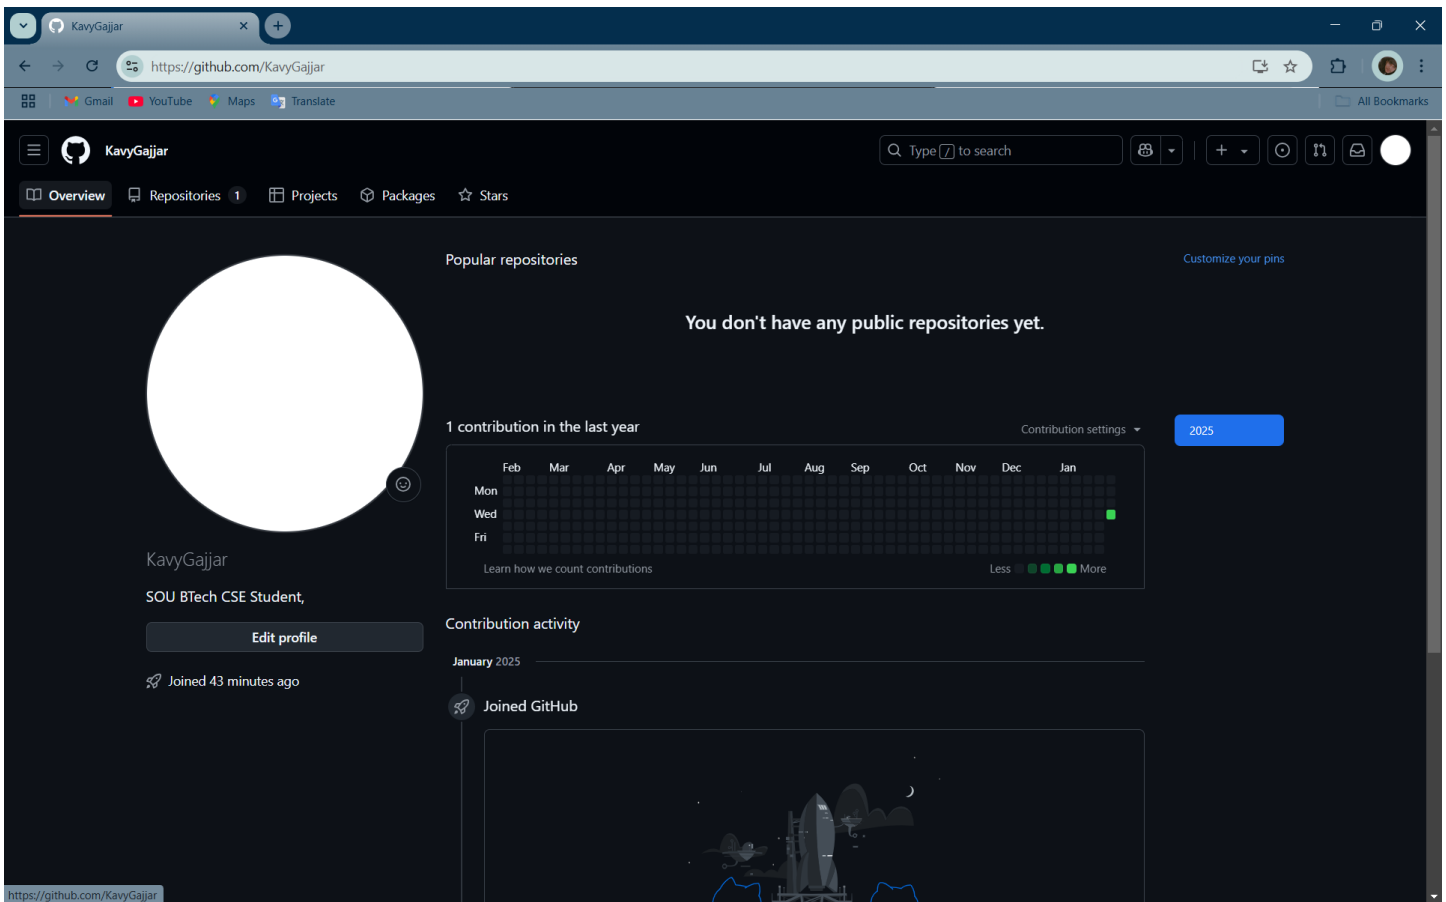 KavyGajjar
https://github.com/KavyGajjar
Gmail
YouTube
Maps
Translate
All Bookmarks
KavyGajjar
Type / to search
Overview
Repositories 1
Projects
Packages
Stars
Popular repositories
Customize your pins
You don't have any public repositories yet.
1 contribution in the last year
Contribution settings
2025
Feb Mar Apr May Jun Jul Aug Sep Oct Nov Dec Jan
Mon
Wed
Fri
Learn how we count contributions
Less More
KavyGajjar
SOU BTech CSE Student,
Edit profile
Joined 43 minutes ago
Contribution activity
January 2025
Joined GitHub
https://github.com/KavyGajjar